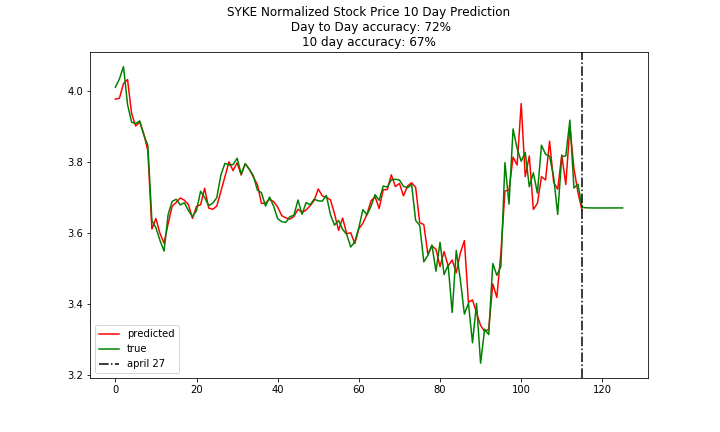 SYKE Normalized Stock Price 10 Day Prediction
Day to Day accuracy: 72%
10 day accuracy: 67%
4.0
3.8
3.6
3.4
3.2
predicted
true
april 27
0 20 40 60 80 100 120